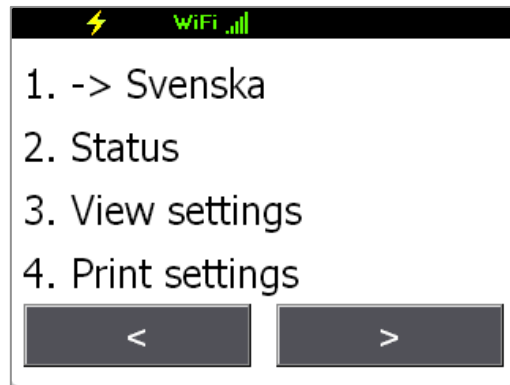 WiFi
1. -> Svenska
2. Status
3. View settings
4. Print settings
< >